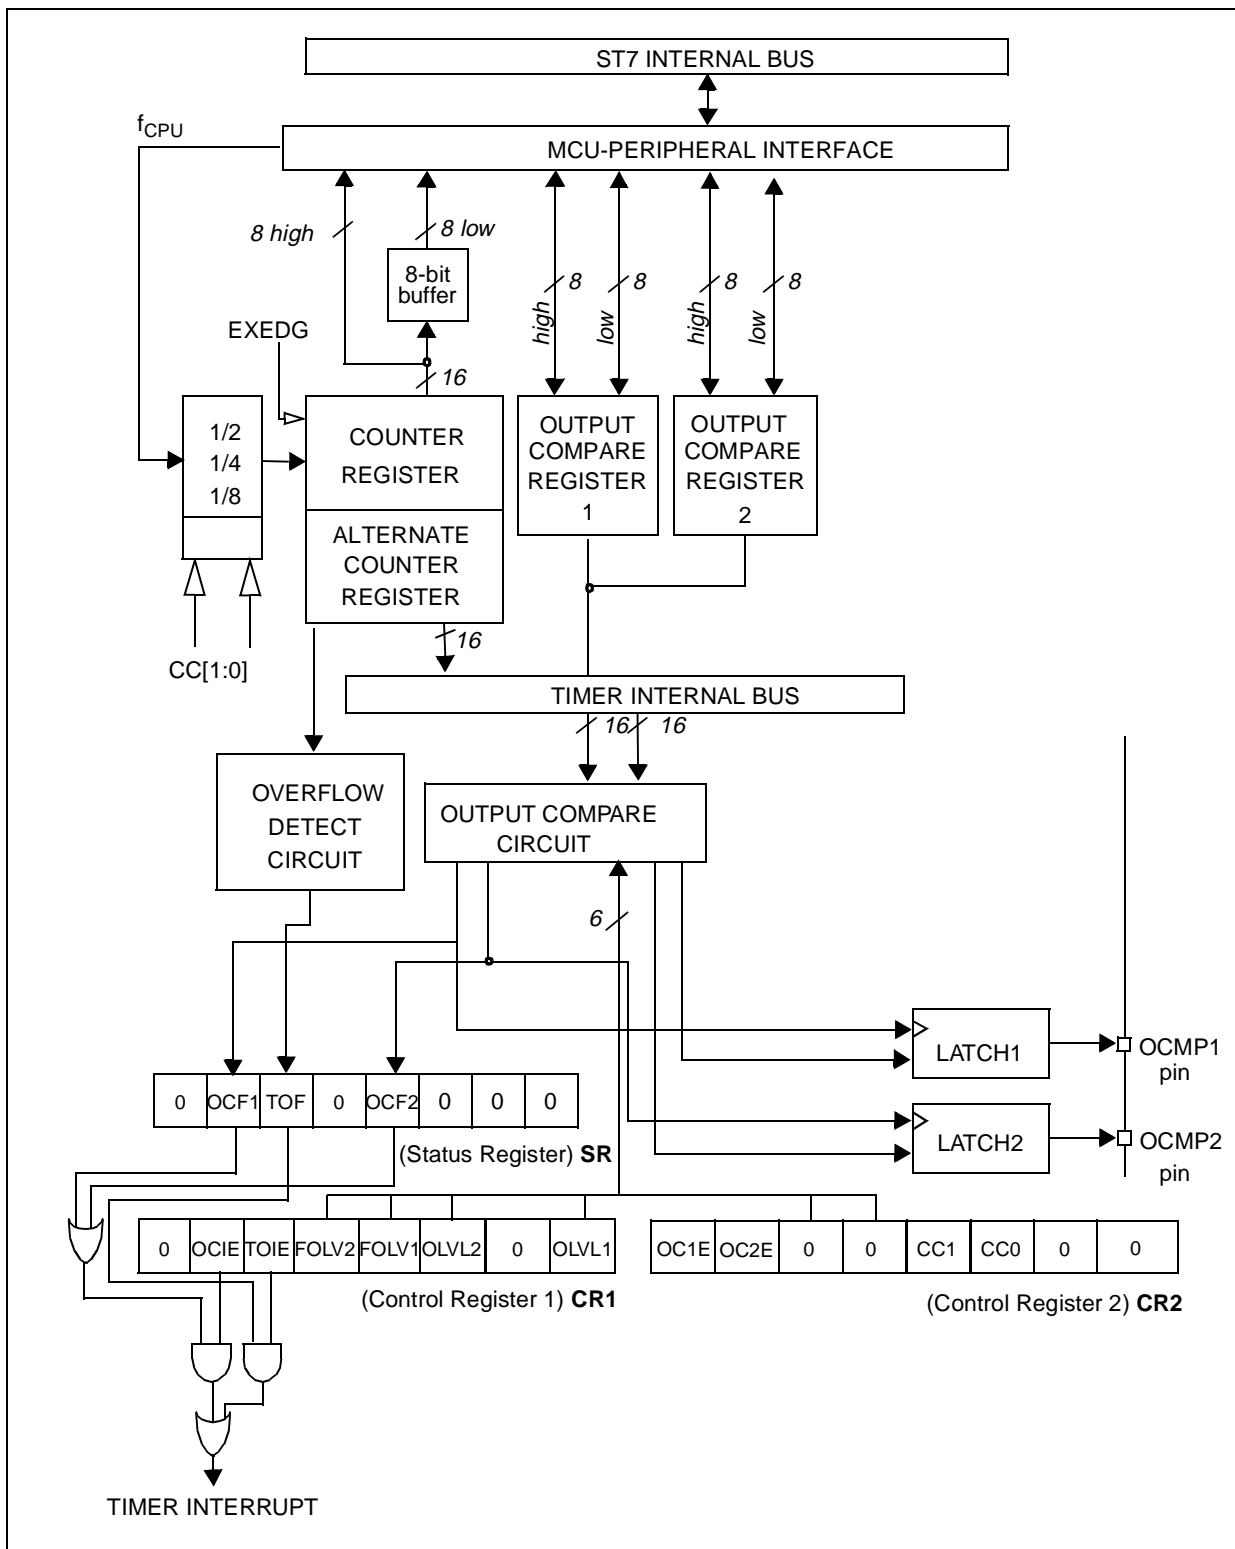 ST7 INTERNAL BUS
fCPU
MCU-PERIPHERAL INTERFACE
8 high
8 low
8-bit
buffer
high
8
low
8
high
8
low
8
EXEDG
16
1/2
1/4
1/8
COUNTER
REGISTER
OUTPUT
COMPARE
REGISTER
1
OUTPUT
COMPARE
REGISTER
2
ALTERNATE
COUNTER
REGISTER
16
CC[1:0]
TIMER INTERNAL BUS
16 16
OVERFLOW
DETECT
CIRCUIT
OUTPUT COMPARE
CIRCUIT
6
LATCH1
OCMP1
pin
0 OCF1 TOF 0 OCF2 0 0 0
(Status Register) SR
LATCH2
OCMP2
pin
0 OCIE TOIE FOLV2 FOLV1 OLVL2 0 OLVL1
(Control Register 1) CR1
OC1E OC2E 0 0 CC1 CC0 0 0
(Control Register 2) CR2
TIMER INTERRUPT